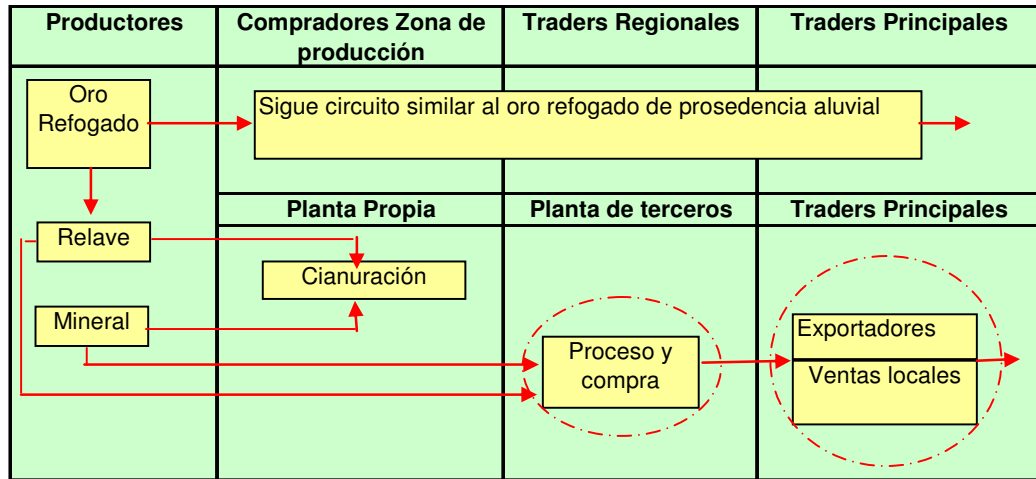 Productores
Compradores Zona de
producción
Traders Regionales
Traders Principales
Oro
Refogado
Sigue circuito similar al oro refogado de prosedencia aluvial
Planta Propia
Planta de terceros
Traders Principales
Relave
Cianuración
Mineral
Proceso y
compra
Exportadores
Ventas locales